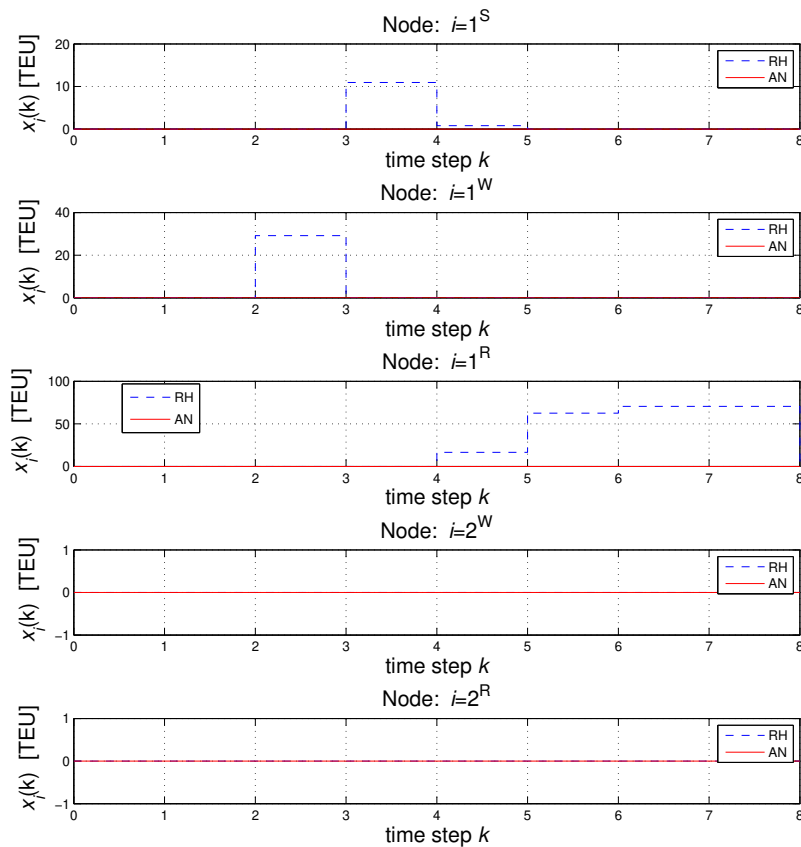 Node: i=1^S
x_i(k) [TEU]
20
10
0
RH
AN
0 1 2 3 4 5 6 7 8
time step k
Node: i=1^W
x_i(k) [TEU]
40
20
0
RH
AN
0 1 2 3 4 5 6 7 8
time step k
Node: i=1^R
x_i(k) [TEU]
100
50
0
RH
AN
0 1 2 3 4 5 6 7 8
time step k
Node: i=2^W
x_i(k) [TEU]
1
0
−1
RH
AN
0 1 2 3 4 5 6 7 8
time step k
Node: i=2^R
x_i(k) [TEU]
1
0
−1
RH
AN
0 1 2 3 4 5 6 7 8
time step k